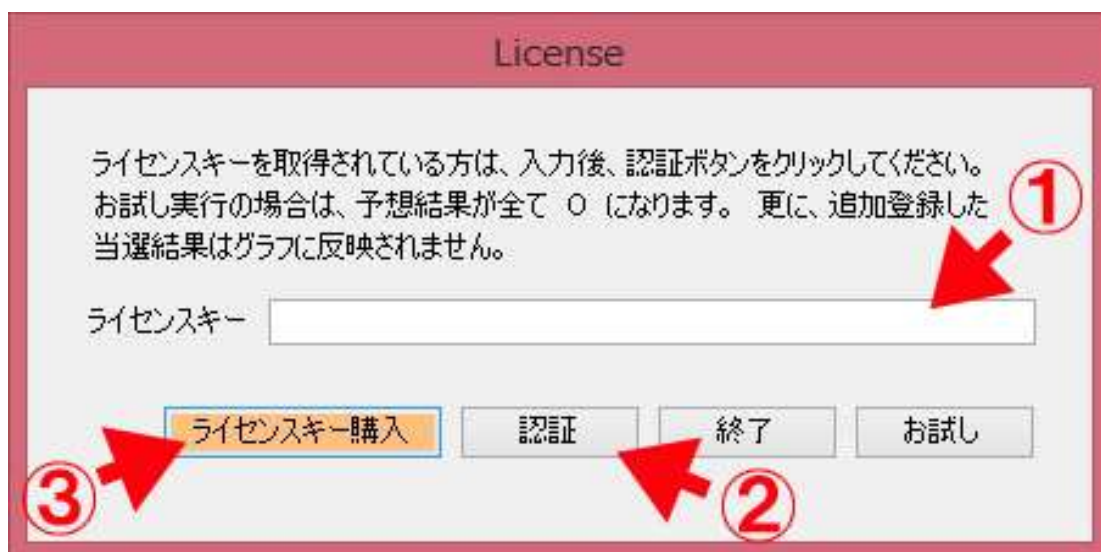 License
ライセンスキーを取得されている方は、入力後、認証ボタンをクリックしてください。
お試し実行の場合は、予想結果が全て 0 になります。 更に、追加登録した
当選結果はグラフに反映されません。
①
ライセンスキー
ライセンスキー購入 認証 終了 お試し
③ ②